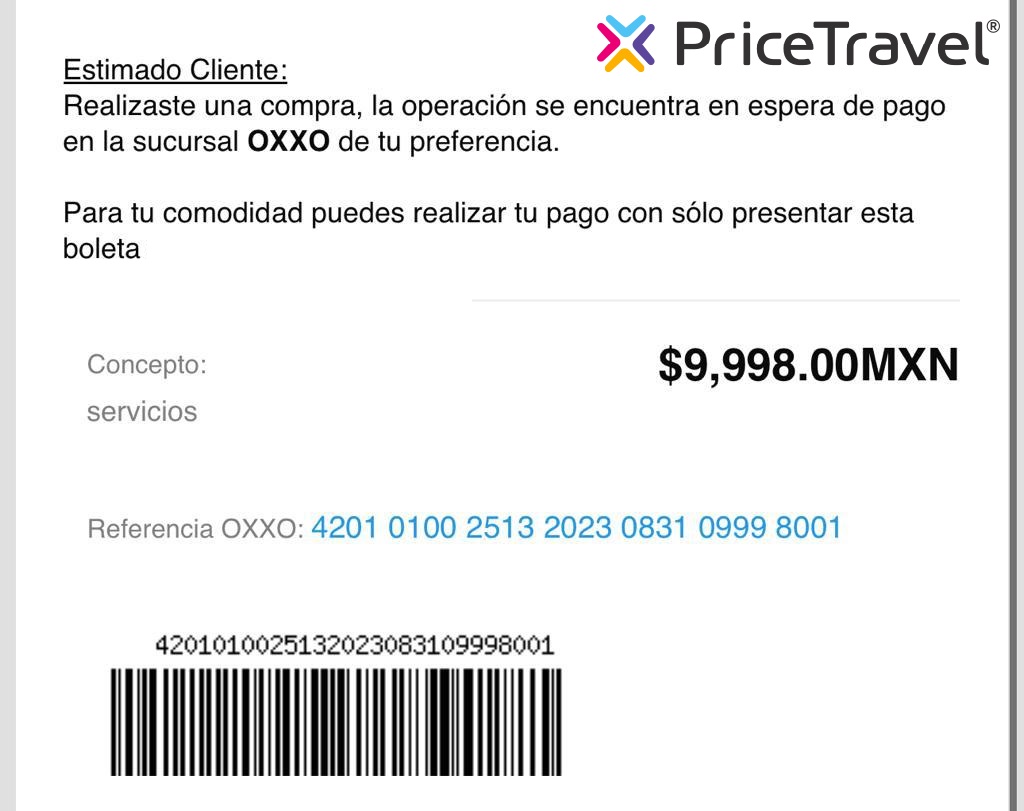 PriceTravel®
Estimado Cliente:
Realizaste una compra, la operación se encuentra en espera de pago
en la sucursal OXXO de tu preferencia.
Para tu comodidad puedes realizar tu pago con sólo presentar esta
boleta
Concepto:
$9,998.00MXN
servicios
Referencia OXXO: 4201 0100 2513 2023 0831 0999 8001
4201010025132023083109998001